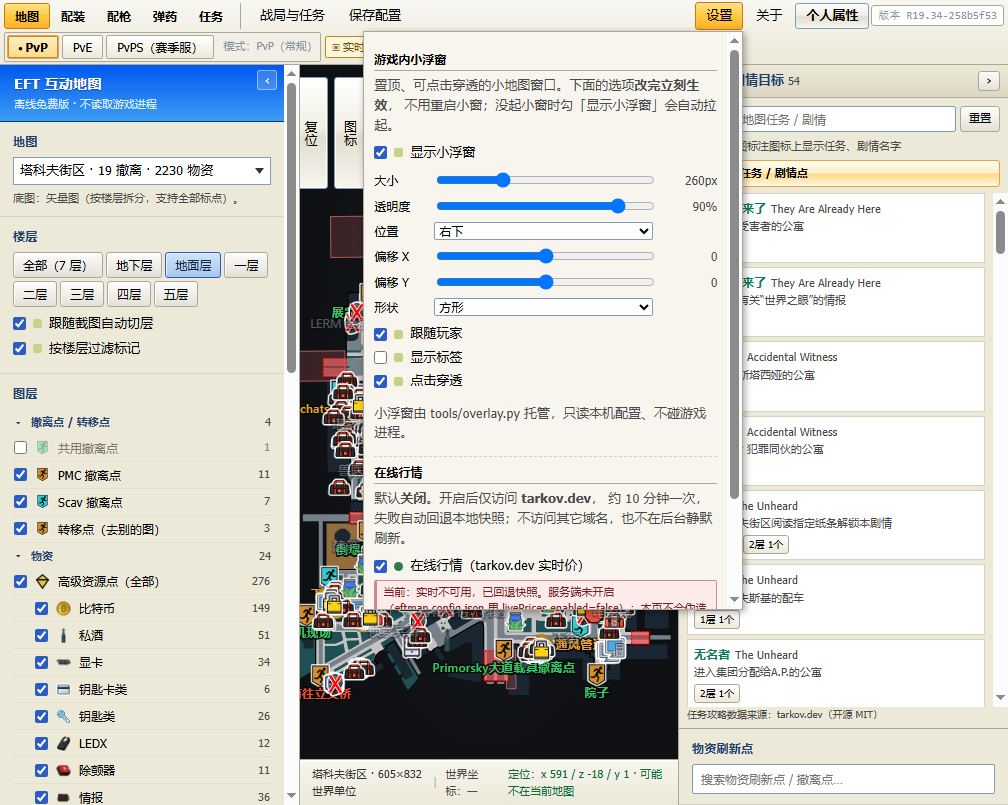 地图 配装 配枪 弹药 任务 战局与任务 保存配置 设置 关于 个人属性 版本 R19.34-258b5f53
• PvP PvE PvPS（赛季服） 模式：PvP（常规） 实时
EFT 互动地图
离线免费版 · 不读取游戏进程
地图
塔科夫街区 · 19 撤离 · 2230 物资
底图：矢量图（按楼层拆分，支持全部标点）。
楼层
全部（7 层） 地下层 地面层 一层
二层 三层 四层 五层
跟随截图自动切层
按楼层过滤标记
图层
撤离点 / 转移点 4
共用撤离点 1
PMC 撤离点 11
Scav 撤离点 7
转移点（去别的图） 3
物资 24
高级资源点（全部） 276
比特币 149
私酒 51
显卡 34
钥匙卡类 6
钥匙类 26
LEDX 12
除颤器 11
情报 36
复位
图标
LERM
chats
Primorsky大道载具撤离点
通风管
院子
塔科夫街区 · 605×832
世界单位
世界坐标：—
定位：x 591 / z -18 / y 1 · 可能不在当前地图
游戏内小浮窗
置顶、可点击穿透的小地图窗口。下面的选项改完立刻生
效， 不用重启小窗；没起小窗时勾「显示小浮窗」会自动拉
起。
显示小浮窗
大小 260px
透明度 90%
位置 右下
偏移 X 0
偏移 Y 0
形状 方形
跟随玩家
显示标签
点击穿透
小浮窗由 tools/overlay.py 托管，只读本机配置、不碰游戏
进程。
在线行情
默认关闭。开启后仅访问 tarkov.dev， 约 10 分钟一次，
失败自动回退本地快照；不访问其它域名，也不在后台静默
刷新。
在线行情（tarkov.dev 实时价）
当前：实时不可用，已回退快照。服务端未开启
情目标 54
地图任务 / 剧情 重置
图标注图标上显示任务、剧情名字
任务 / 剧情点
来了 They Are Already Here
受害者的公寓
来了 They Are Already Here
有关“世界之眼”的情报
Accidental Witness
斯塔西娅的公寓
Accidental Witness
犯罪同伙的公寓
The Unheard
街区阅读指定纸条解锁本剧情
2层 1个
The Unheard
夫斯基的配车
1层 1个
无名者 The Unheard
进入集团分配给A.P.的公寓
2层 1个
任务攻略数据来源：tarkov.dev（开源 MIT）
物资刷新点
搜索物资刷新点 / 撤离点...